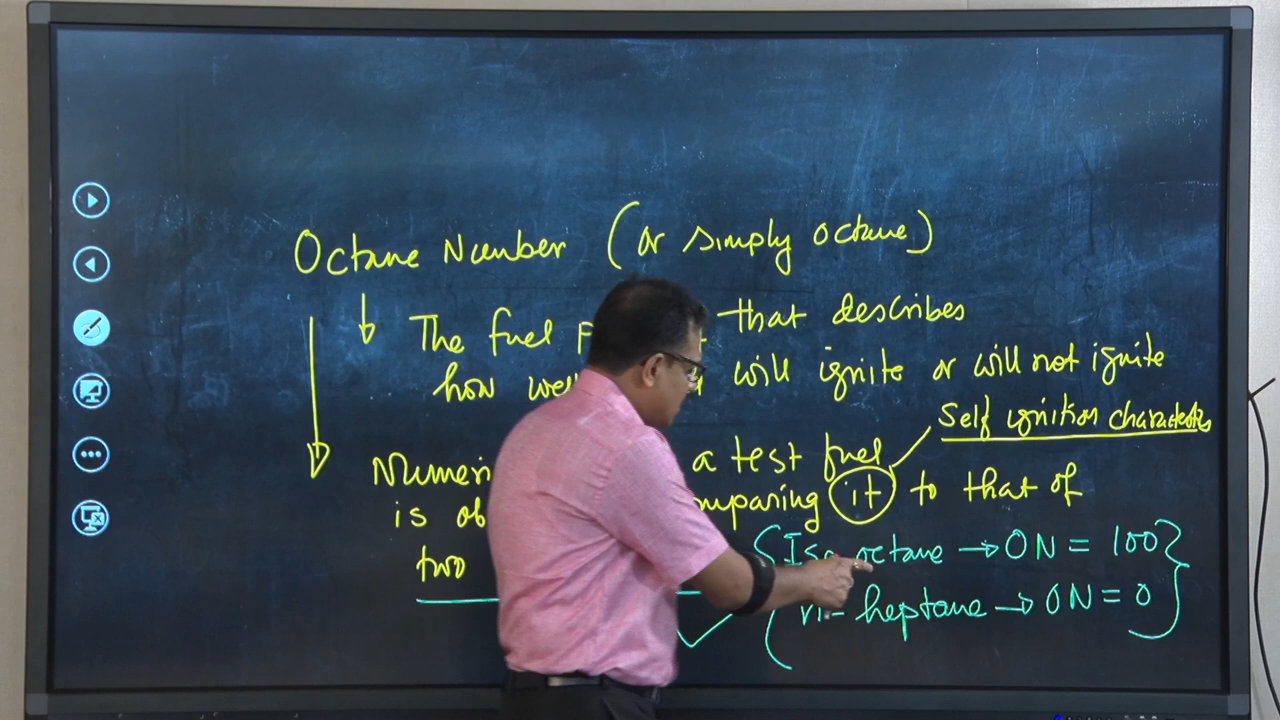 Octane Number (or simply octane)
The fuel that describes
how will ignite or will not ignite
Self ignition characteristics
a test fuel
is comparing it to that of
two
Iso octane → ON = 100
n- heptane → ON = 0